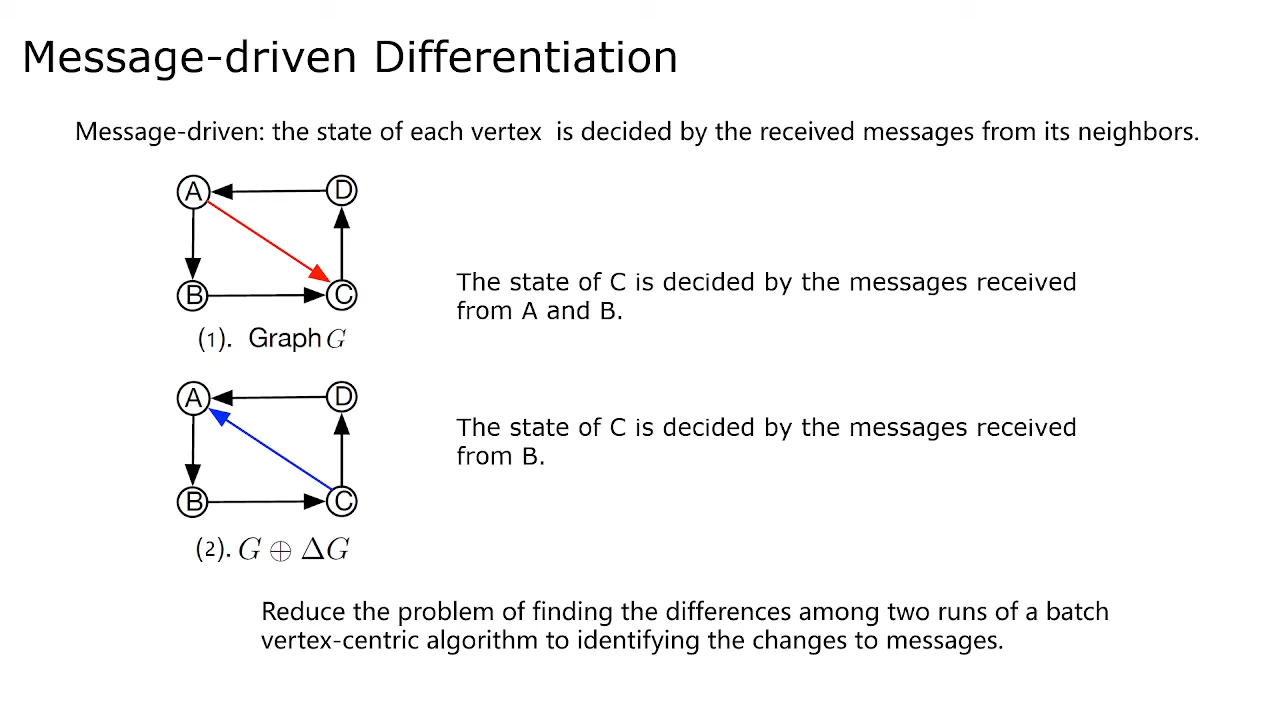 Message-driven Differentiation
Message-driven: the state of each vertex is decided by the received messages from its neighbors.
A
D
B
C
(1). Graph G
The state of C is decided by the messages received
from A and B.
A
D
B
C
(2). G ⊕ ΔG
The state of C is decided by the messages received
from B.
Reduce the problem of finding the differences among two runs of a batch
vertex-centric algorithm to identifying the changes to messages.